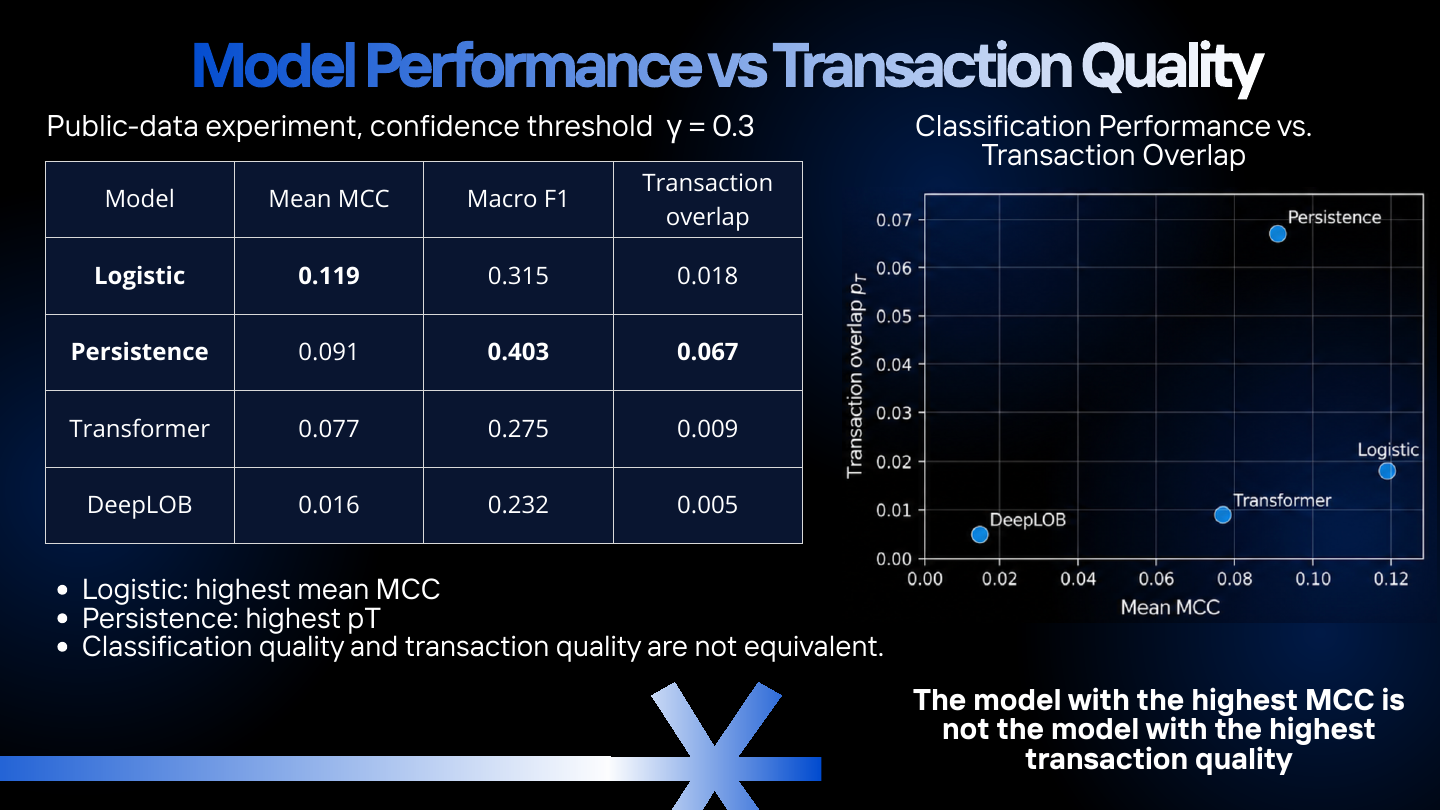 Model Performance vs Transaction Quality
Public-data experiment, confidence threshold γ = 0.3
Model Mean MCC Macro F1 Transaction overlap
Logistic 0.119 0.315 0.018
Persistence 0.091 0.403 0.067
Transformer 0.077 0.275 0.009
DeepLOB 0.016 0.232 0.005
• Logistic: highest mean MCC
• Persistence: highest pT
• Classification quality and transaction quality are not equivalent.
Classification Performance vs.
Transaction Overlap
Transaction overlap pT
0.07
0.06
0.05
0.04
0.03
0.02
0.01
0.00
Persistence
Logistic
Transformer
DeepLOB
0.00 0.02 0.04 0.06 0.08 0.10 0.12
Mean MCC
The model with the highest MCC is
not the model with the highest
transaction quality